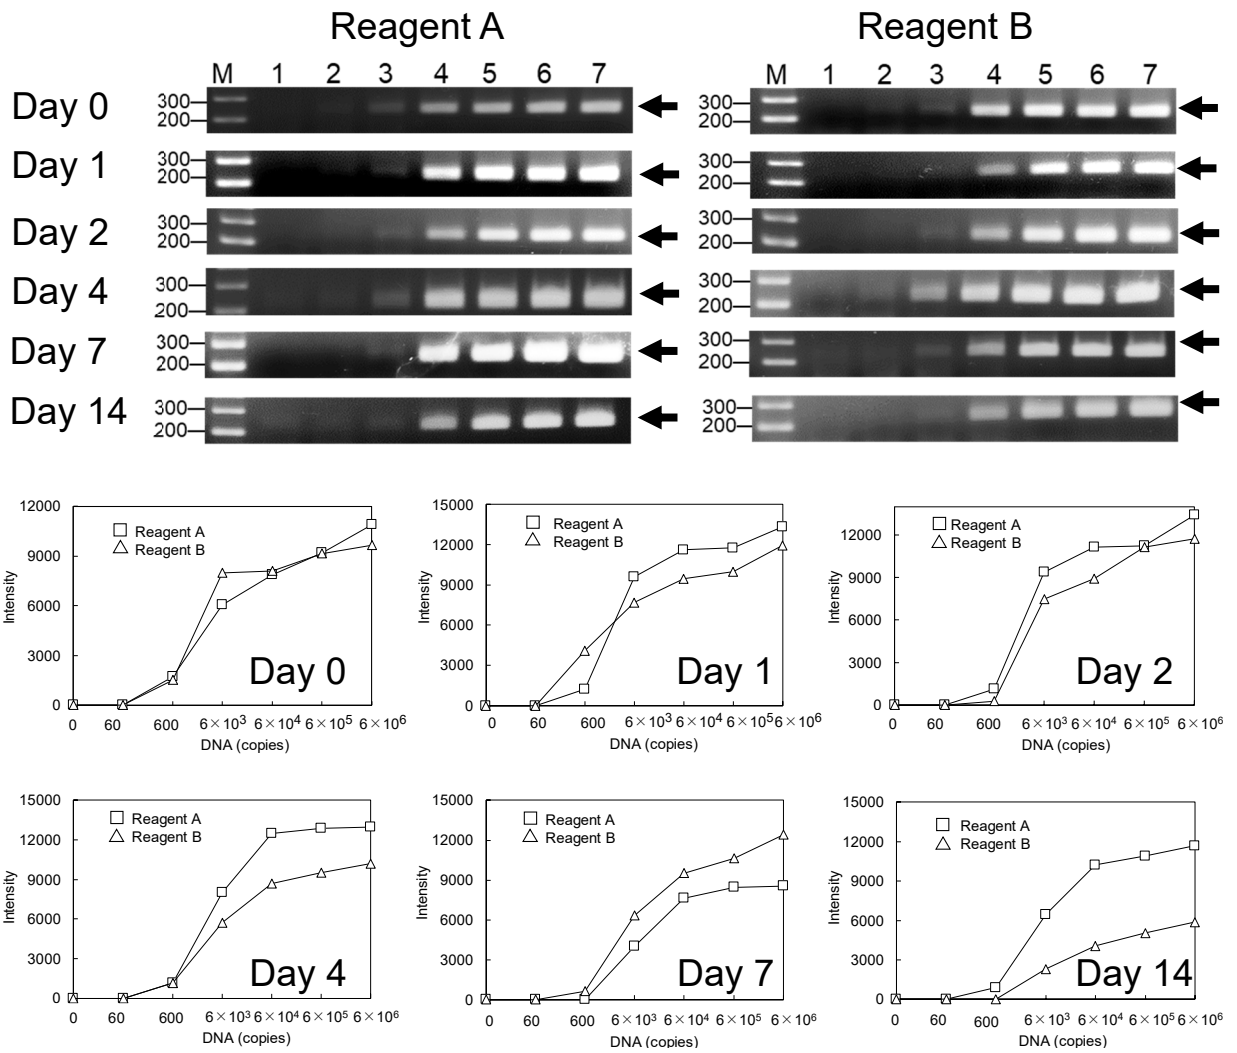 Reagent A
Reagent B
M 1 2 3 4 5 6 7
M 1 2 3 4 5 6 7
Day 0
300
200
300
200
Day 1
300
200
300
200
Day 2
300
200
300
200
Day 4
300
200
300
200
Day 7
300
200
300
200
Day 14
300
200
300
200
12000
9000
6000
3000
0
Intensity
Reagent A
Reagent B
Day 0
0 60 600 6×10³ 6×10⁴ 6×10⁵ 6×10⁶
DNA (copies)
15000
12000
9000
6000
3000
0
Intensity
Reagent A
Reagent B
Day 1
0 60 600 6×10³ 6×10⁴ 6×10⁵ 6×10⁶
DNA (copies)
12000
9000
6000
3000
0
Intensity
Reagent A
Reagent B
Day 2
0 60 600 6×10³ 6×10⁴ 6×10⁵ 6×10⁶
DNA (copies)
15000
12000
9000
6000
3000
0
Intensity
Reagent A
Reagent B
Day 4
0 60 600 6×10³ 6×10⁴ 6×10⁵ 6×10⁶
DNA (copies)
15000
12000
9000
6000
3000
0
Intensity
Reagent A
Reagent B
Day 7
0 60 600 6×10³ 6×10⁴ 6×10⁵ 6×10⁶
DNA (copies)
15000
12000
9000
6000
3000
0
Intensity
Reagent A
Reagent B
Day 14
0 60 600 6×10³ 6×10⁴ 6×10⁵ 6×10⁶
DNA (copies)